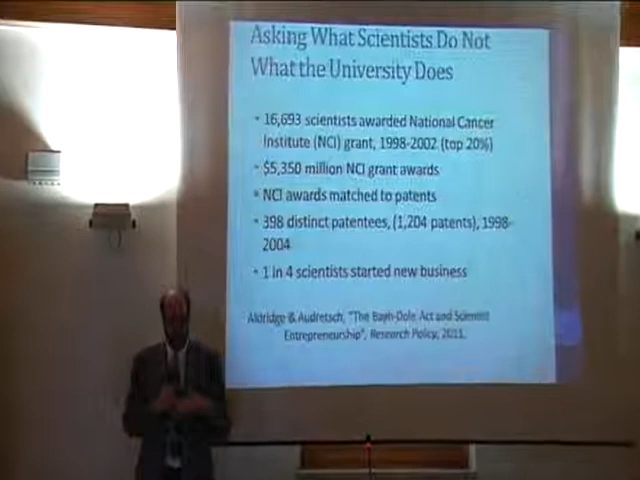 Asking What Scientists Do Not
What the University Does
• 16,693 scientists awarded National Cancer
Institute (NCI) grant, 1998-2002 (top 20%)
• $5,350 million NCI grant awards
• NCI awards matched to patents
• 398 distinct patentees, (1,204 patents), 1998-
2004
• 1 in 4 scientists started new business
Aldridge & Audretsch, "The Bayh-Dole Act and Scientist
Entrepreneurship", Research Policy, 2011.